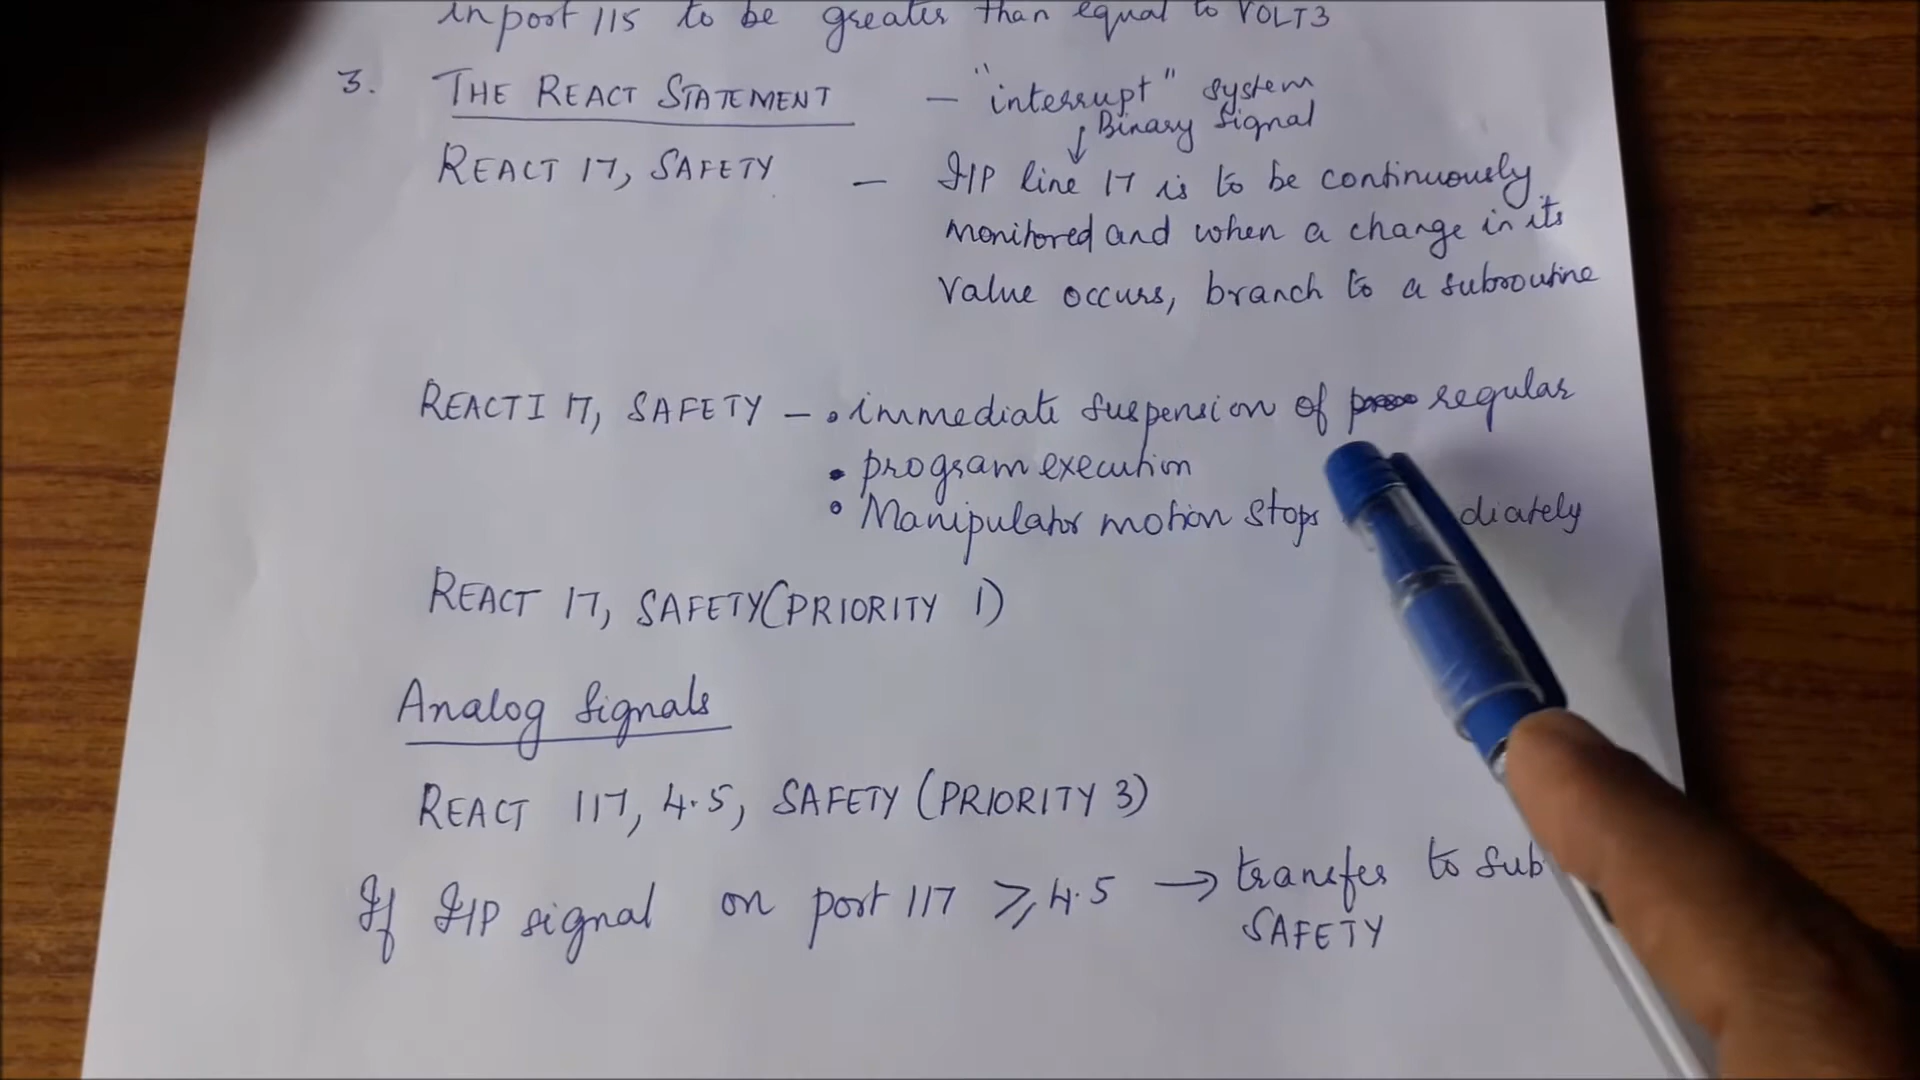 in port 115 to be greater than equal to VOLT3
3. THE REACT STATEMENT - "interrupt" system
Binary Signal
REACT 17, SAFETY - I/P line 17 is to be continuously
monitored and when a change in its
value occurs, branch to a subroutine
REACTI 17, SAFETY - • immediate suspension of regular
• program execution
• Manipulator motion stops diately
REACT 17, SAFETY (PRIORITY 1)
Analog Signals
REACT 117, 4.5, SAFETY (PRIORITY 3)
If I/P signal on port 117 ≥ 4.5 → transfer to sub
SAFETY